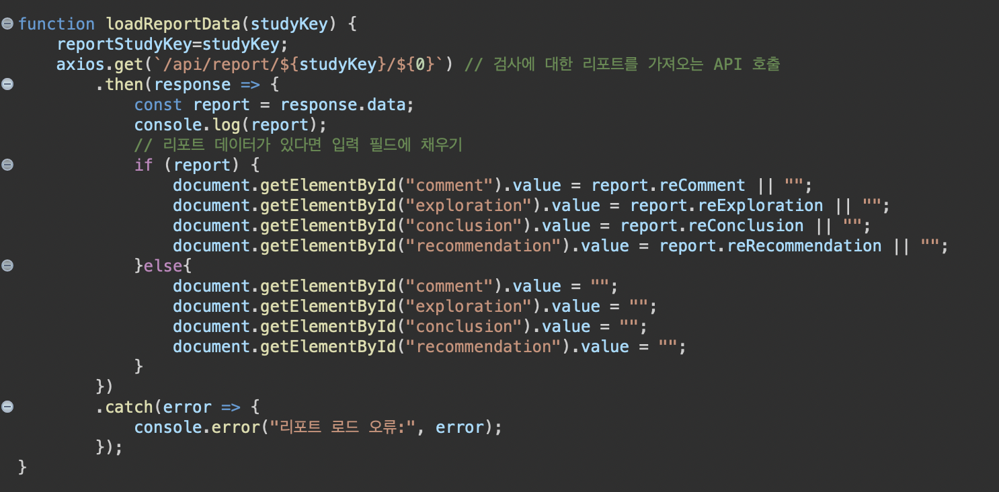 function loadReportData(studyKey) {
    reportStudyKey=studyKey;
    axios.get(`/api/report/${studyKey}/${0}`) // 검사에 대한 리포트를 가져오는 API 호출
        .then(response => {
            const report = response.data;
            console.log(report);
            // 리포트 데이터가 있다면 입력 필드에 채우기
            if (report) {
                document.getElementById("comment").value = report.reComment || "";
                document.getElementById("exploration").value = report.reExploration || "";
                document.getElementById("conclusion").value = report.reConclusion || "";
                document.getElementById("recommendation").value = report.reRecommendation || "";
            }else{
                document.getElementById("comment").value = "";
                document.getElementById("exploration").value = "";
                document.getElementById("conclusion").value = "";
                document.getElementById("recommendation").value = "";
            }
        })
        .catch(error => {
            console.error("리포트 로드 오류:", error);
        });
}